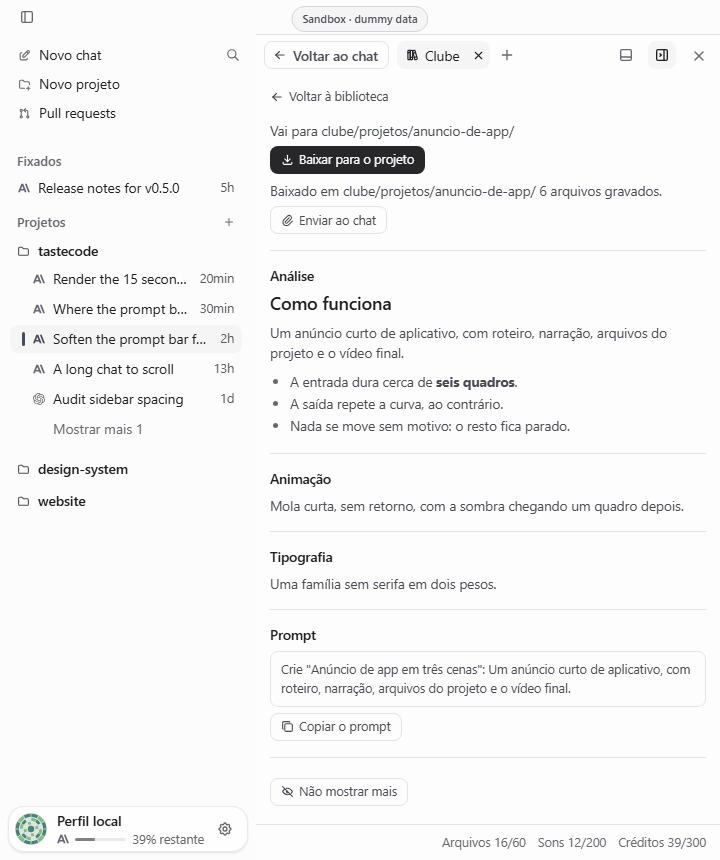 Sandbox · dummy data
Novo chat
Novo projeto
Pull requests
Fixados
Release notes for v0.5.0 5h
Projetos
tastecode
Render the 15 secon... 20min
Where the prompt b... 30min
Soften the prompt bar f... 2h
A long chat to scroll 13h
Audit sidebar spacing 1d
Mostrar mais 1
design-system
website
Perfil local
39% restante
Voltar ao chat
Clube
Voltar à biblioteca
Vai para clube/projetos/anuncio-de-app/
Baixar para o projeto
Baixado em clube/projetos/anuncio-de-app/ 6 arquivos gravados.
Enviar ao chat
Análise
Como funciona
Um anúncio curto de aplicativo, com roteiro, narração, arquivos do
projeto e o vídeo final.
A entrada dura cerca de seis quadros.
A saída repete a curva, ao contrário.
Nada se move sem motivo: o resto fica parado.
Animação
Mola curta, sem retorno, com a sombra chegando um quadro depois.
Tipografia
Uma família sem serifa em dois pesos.
Prompt
Crie "Anúncio de app em três cenas": Um anúncio curto de aplicativo, com
roteiro, narração, arquivos do projeto e o vídeo final.
Copiar o prompt
Não mostrar mais
Arquivos 16/60 Sons 12/200 Créditos 39/300